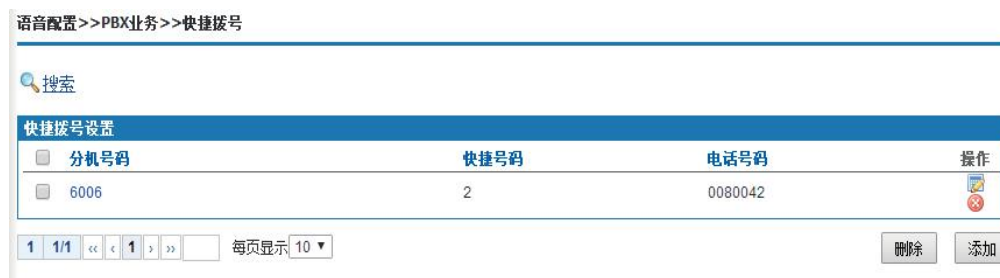 语音配置>>PBX业务>>快捷拨号
搜索
快捷拨号设置
分机号码 快捷号码 电话号码 操作
6006 2 0080042
1 1/1 « ‹ 1 › » 每页显示 10 ▼ 删除 添加